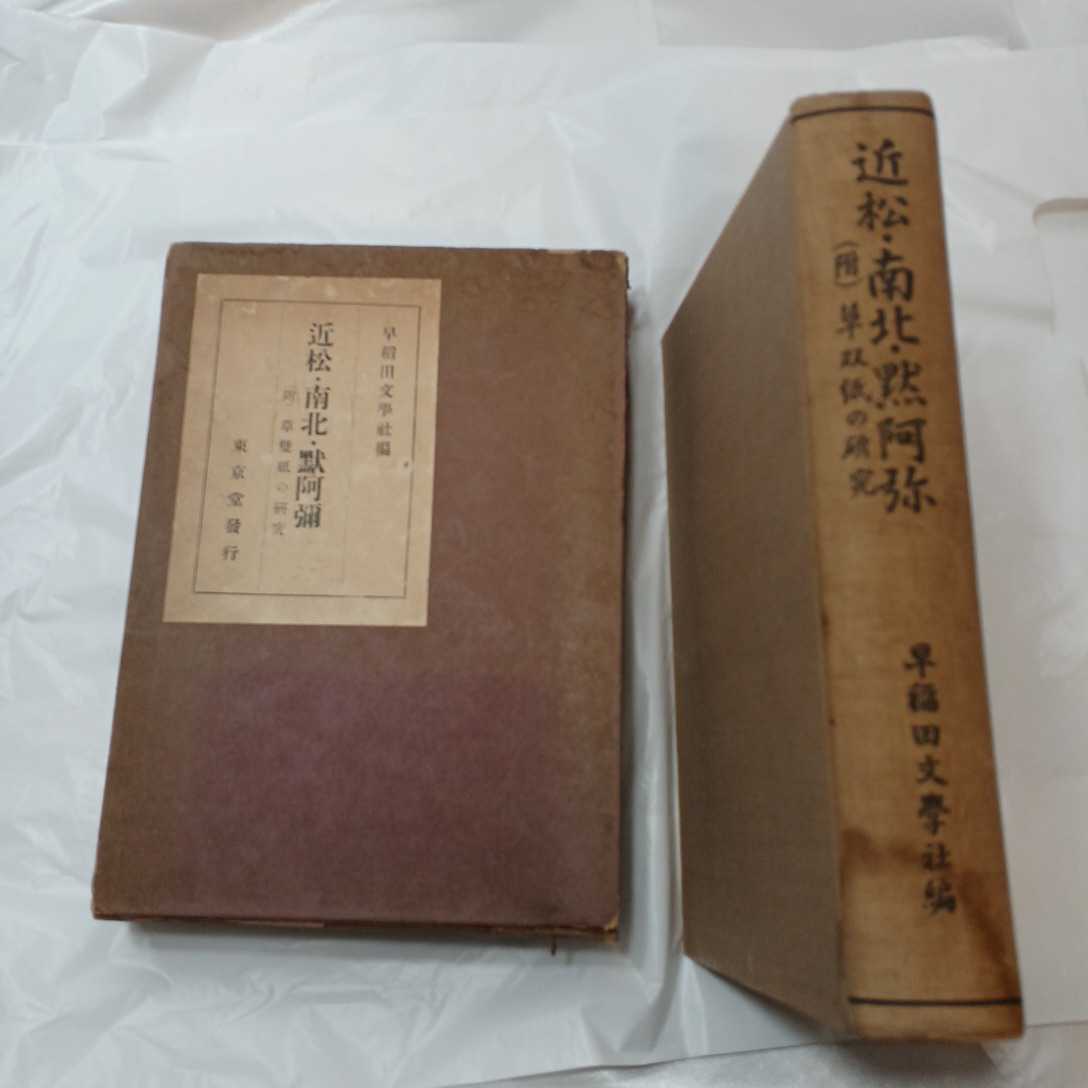 早稲田文學社編
近松・南北・默阿彌
附 草雙紙の研究
東京堂發行
近松・南北・黙阿弥
(附) 草双紙の研究
早稲田文學社編